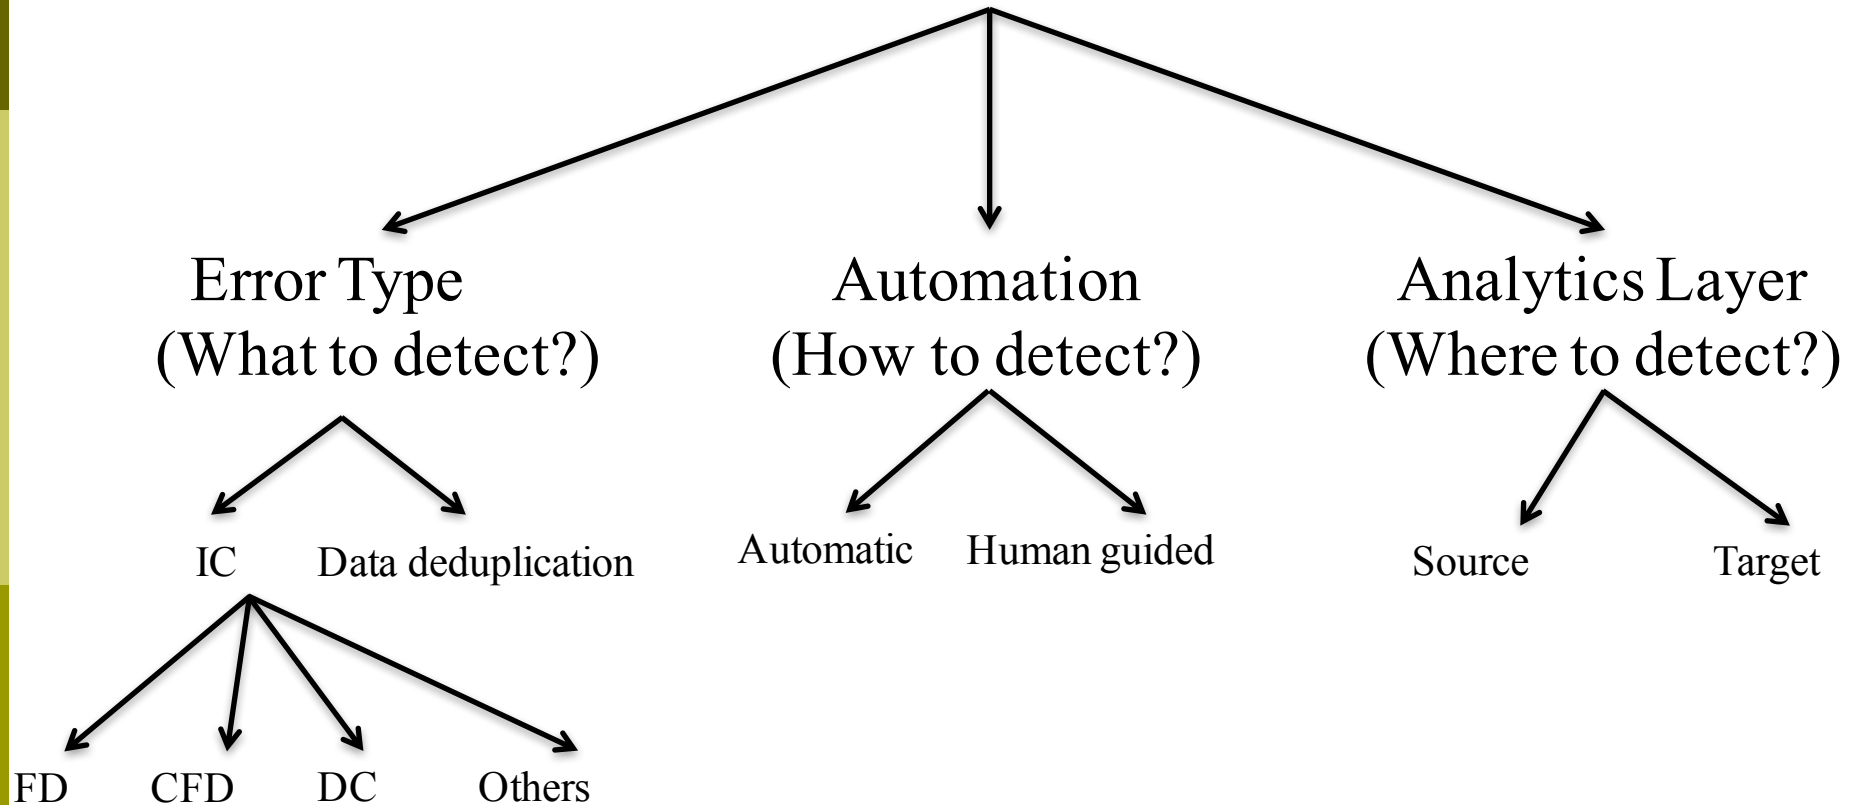 Error Type
(What to detect?)
Automation
(How to detect?)
Analytics Layer
(Where to detect?)
IC
Data deduplication
Automatic
Human guided
Source
Target
FD
CFD
DC
Others